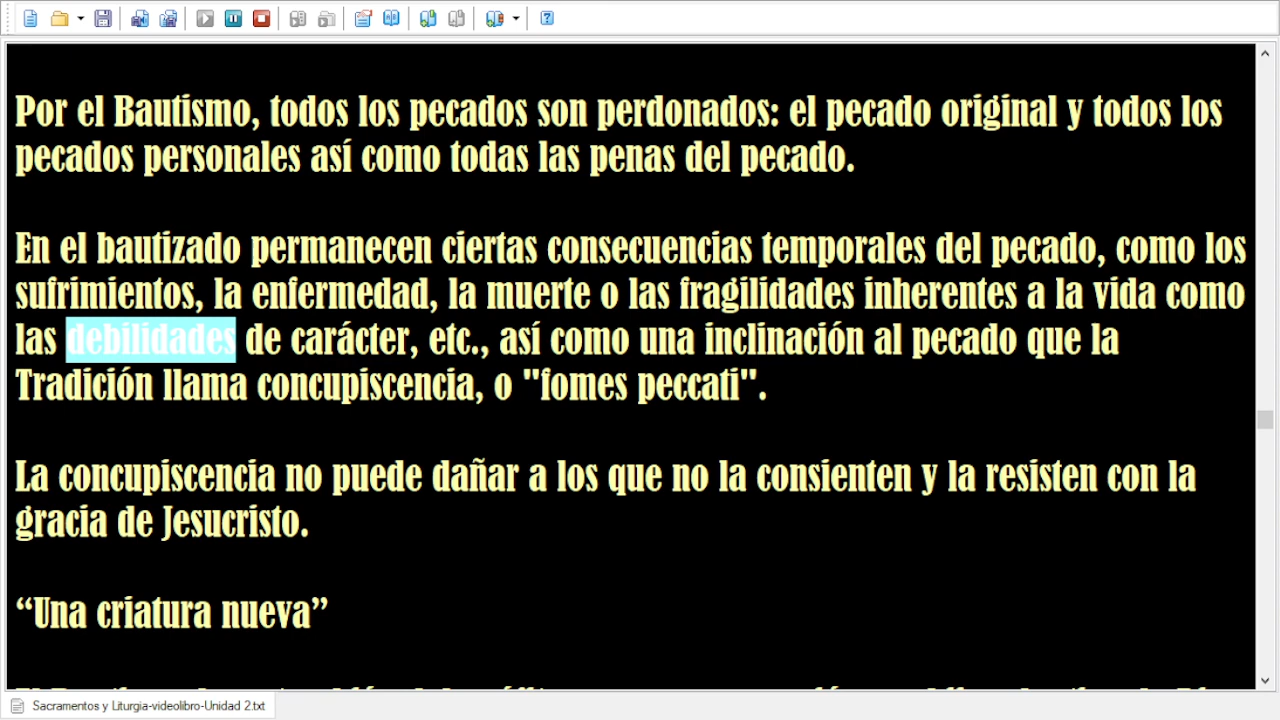 Por el Bautismo, todos los pecados son perdonados: el pecado original y todos los
pecados personales así como todas las penas del pecado.
En el bautizado permanecen ciertas consecuencias temporales del pecado, como los
sufrimientos, la enfermedad, la muerte o las fragilidades inherentes a la vida como
las debilidades de carácter, etc., así como una inclinación al pecado que la
Tradición llama concupiscencia, o "fomes peccati".
La concupiscencia no puede dañar a los que no la consienten y la resisten con la
gracia de Jesucristo.
“Una criatura nueva”
Sacramentos y Liturgia-videolibro-Unidad 2.txt